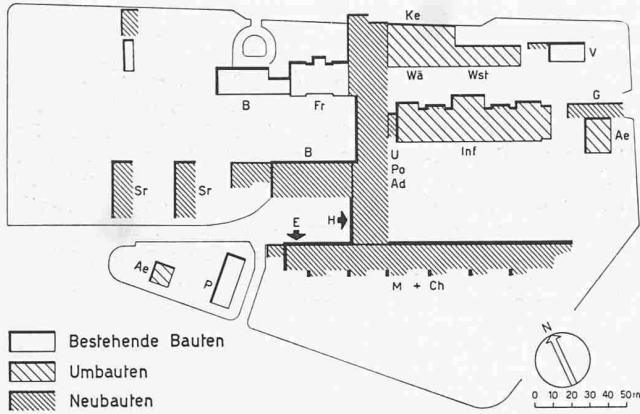 Ke
V
Wä Wst
B Fr
G
Ae
B
U
Po
Ad
Inf
Sr Sr
E
H
Ae
P
M + Ch
Bestehende Bauten
Umbauten
Neubauten
N
0 10 20 30 40 50m